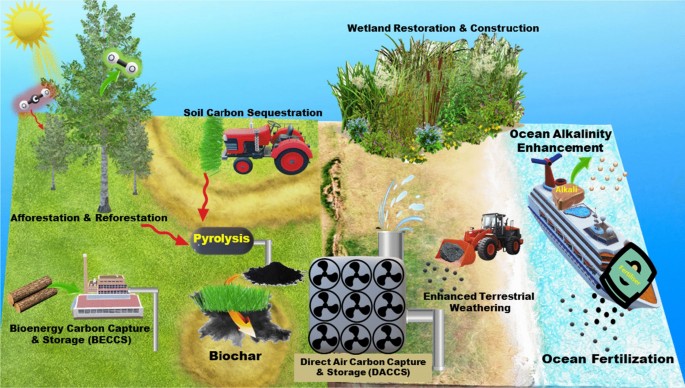 Wetland Restoration & Construction
Soil Carbon Sequestration
Ocean Alkalinity
Enhancement
Alkali
Afforestation & Reforestation
Pyrolysis
Bioenergy Carbon Capture
& Storage (BECCS)
Biochar
Direct Air Carbon Capture
& Storage (DACCS)
Enhanced Terrestrial
Weathering
Ocean Fertilization